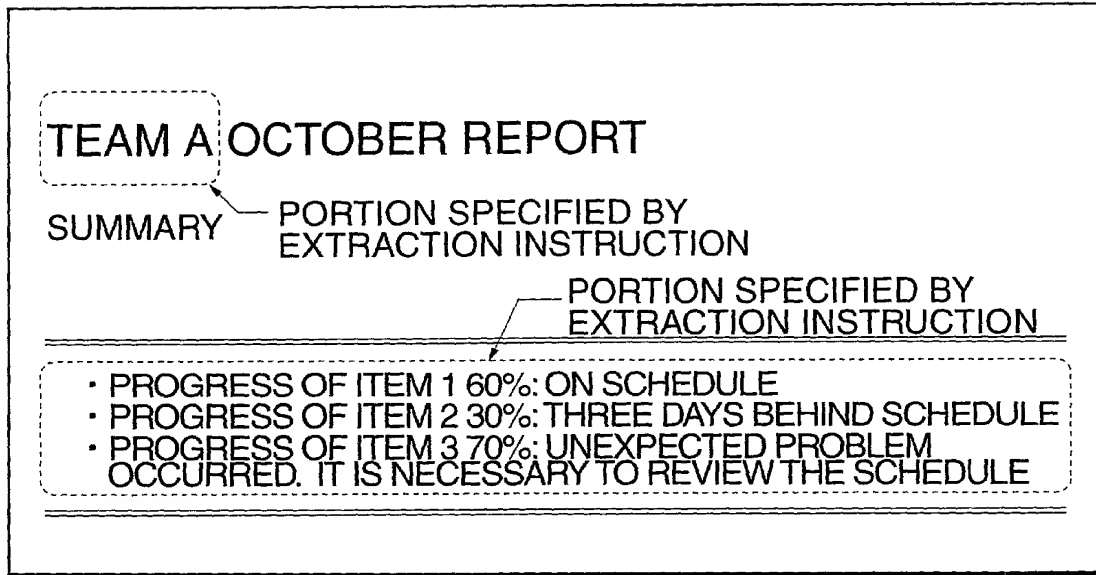 TEAM A OCTOBER REPORT
SUMMARY
PORTION SPECIFIED BY
EXTRACTION INSTRUCTION
PORTION SPECIFIED BY
EXTRACTION INSTRUCTION
· PROGRESS OF ITEM 1 60%: ON SCHEDULE
· PROGRESS OF ITEM 2 30%: THREE DAYS BEHIND SCHEDULE
· PROGRESS OF ITEM 3 70%: UNEXPECTED PROBLEM
OCCURRED. IT IS NECESSARY TO REVIEW THE SCHEDULE